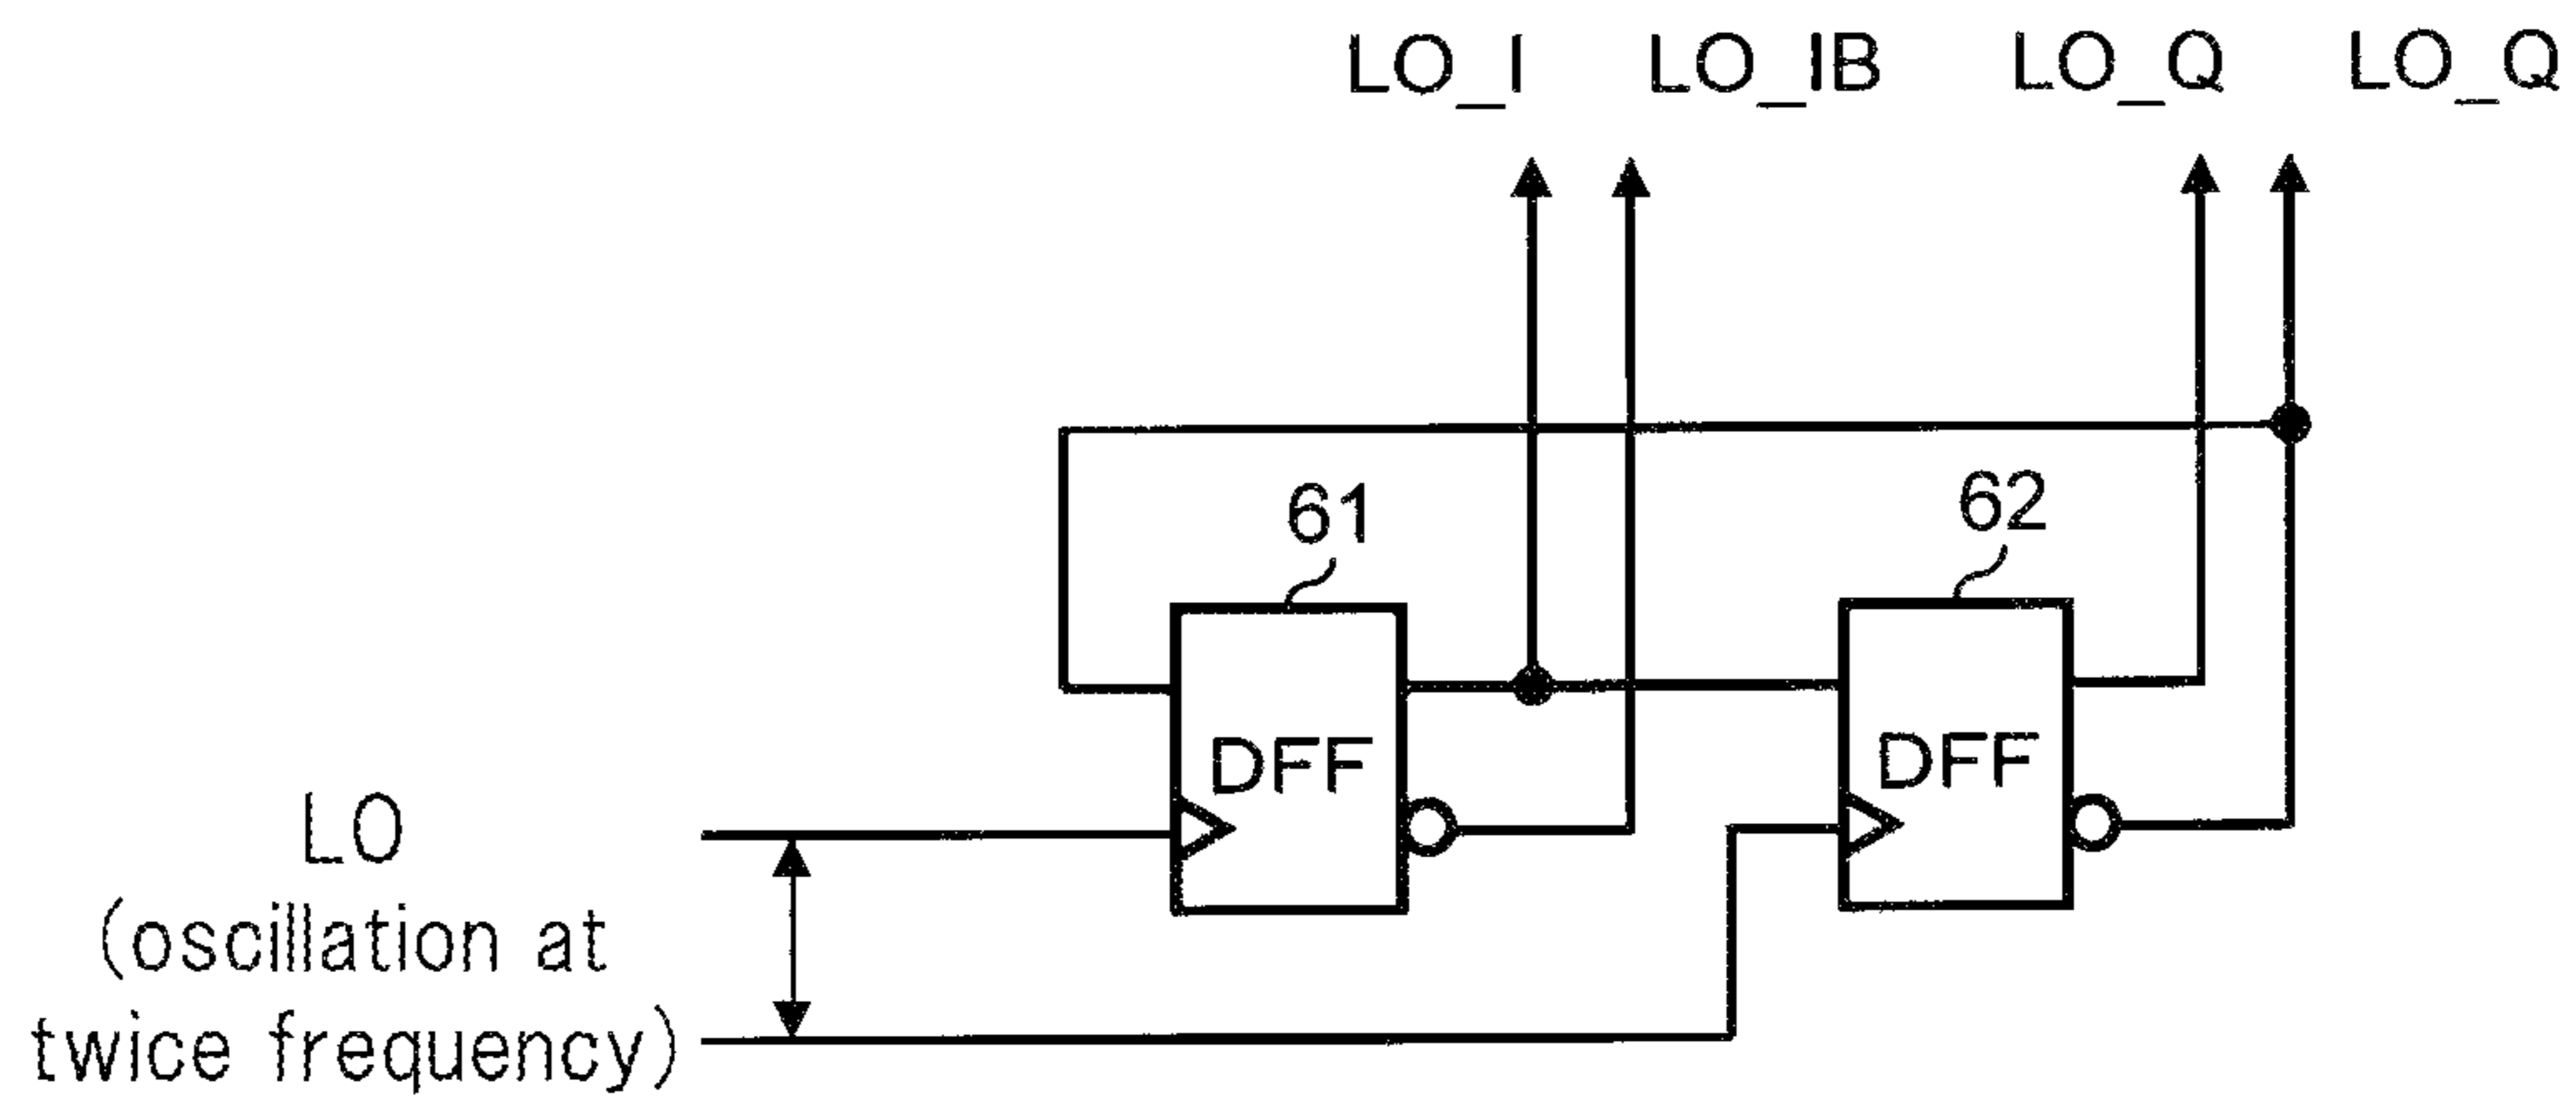 LO_I LO_IB LO_Q LO_Q
61
62
DFF
DFF
LO
(oscillation at
twice frequency)